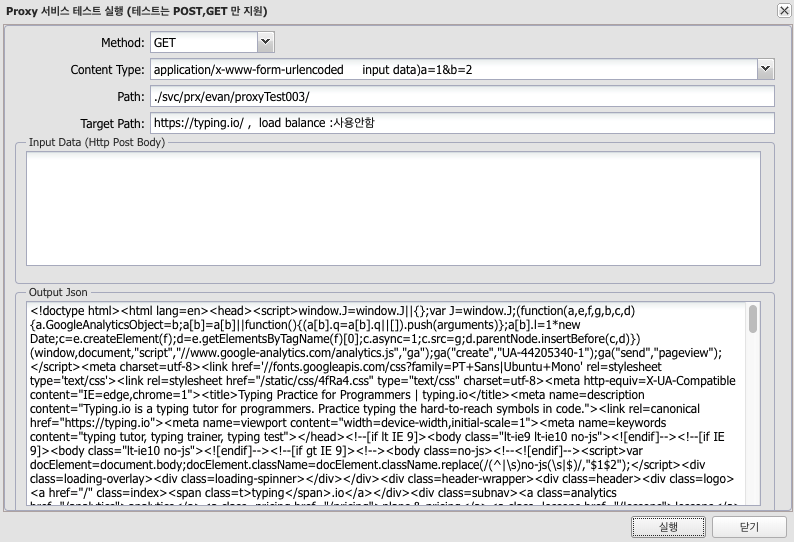 Proxy 서비스 테스트 실행 (테스트는 POST,GET 만 지원)
Method: GET
Content Type: application/x-www-form-urlencoded input data)a=1&b=2
Path: ./svc/prx/evan/proxyTest003/
Target Path: https://typing.io/ , load balance :사용안함
Input Data (Http Post Body)
Output Json
<!doctype html><html lang=en><head><script>window.J=window.J||{};var J=window.J;(function(a,e,f,g,b,c,d)
{a.GoogleAnalyticsObject=b;a[b]=a[b]||function(){(a[b].q=a[b].q||[]).push(arguments)};a[b].l=1*new
Date;c=e.createElement(f);d=e.getElementsByTagName(f)[0];c.async=1;c.src=g;d.parentNode.insertBefore(c,d)})
(window,document,"script","//www.google-analytics.com/analytics.js","ga");ga("create","UA-44205340-1");ga("send","pageview");
</script><meta charset=utf-8><link href='//fonts.googleapis.com/css?family=PT+Sans|Ubuntu+Mono' rel=stylesheet
type='text/css'><link rel=stylesheet href="/static/css/4fRa4.css" type="text/css" charset=utf-8><meta http-equiv=X-UA-Compatible
content="IE=edge,chrome=1"><title>Typing Practice for Programmers | typing.io</title><meta name=description
content="Typing.io is a typing tutor for programmers. Practice typing the hard-to-reach symbols in code."><link rel=canonical
href="https://typing.io"><meta name=viewport content="width=device-width,initial-scale=1"><meta name=keywords
content="typing tutor, typing trainer, typing test"></head><!--[if lt IE 9]><body class="lt-ie9 lt-ie10 no-js"><![endif]--><!--[if IE
9]><body class="lt-ie10 no-js"><![endif]--><!--[if gt IE 9]><!--><body class=no-js><!--<![endif]--><script>var
docElement=document.body;docElement.className=docElement.className.replace(/(^|\s)no-js(\s|$)/,"$1$2");</script><div
class=loading-overlay><div class=loading-spinner></div></div><div class=header-wrapper><div class=header><div class=logo>
<a href="/" class=index><span class=t>typing</span>.io</a></div><div class=subnav><a class=analytics
href="/analytics">analytics</a> <a class=pricing href="/pricing">plans & pricing</a> <a class=lessons href="/lessons">lessons</a>
실행
닫기